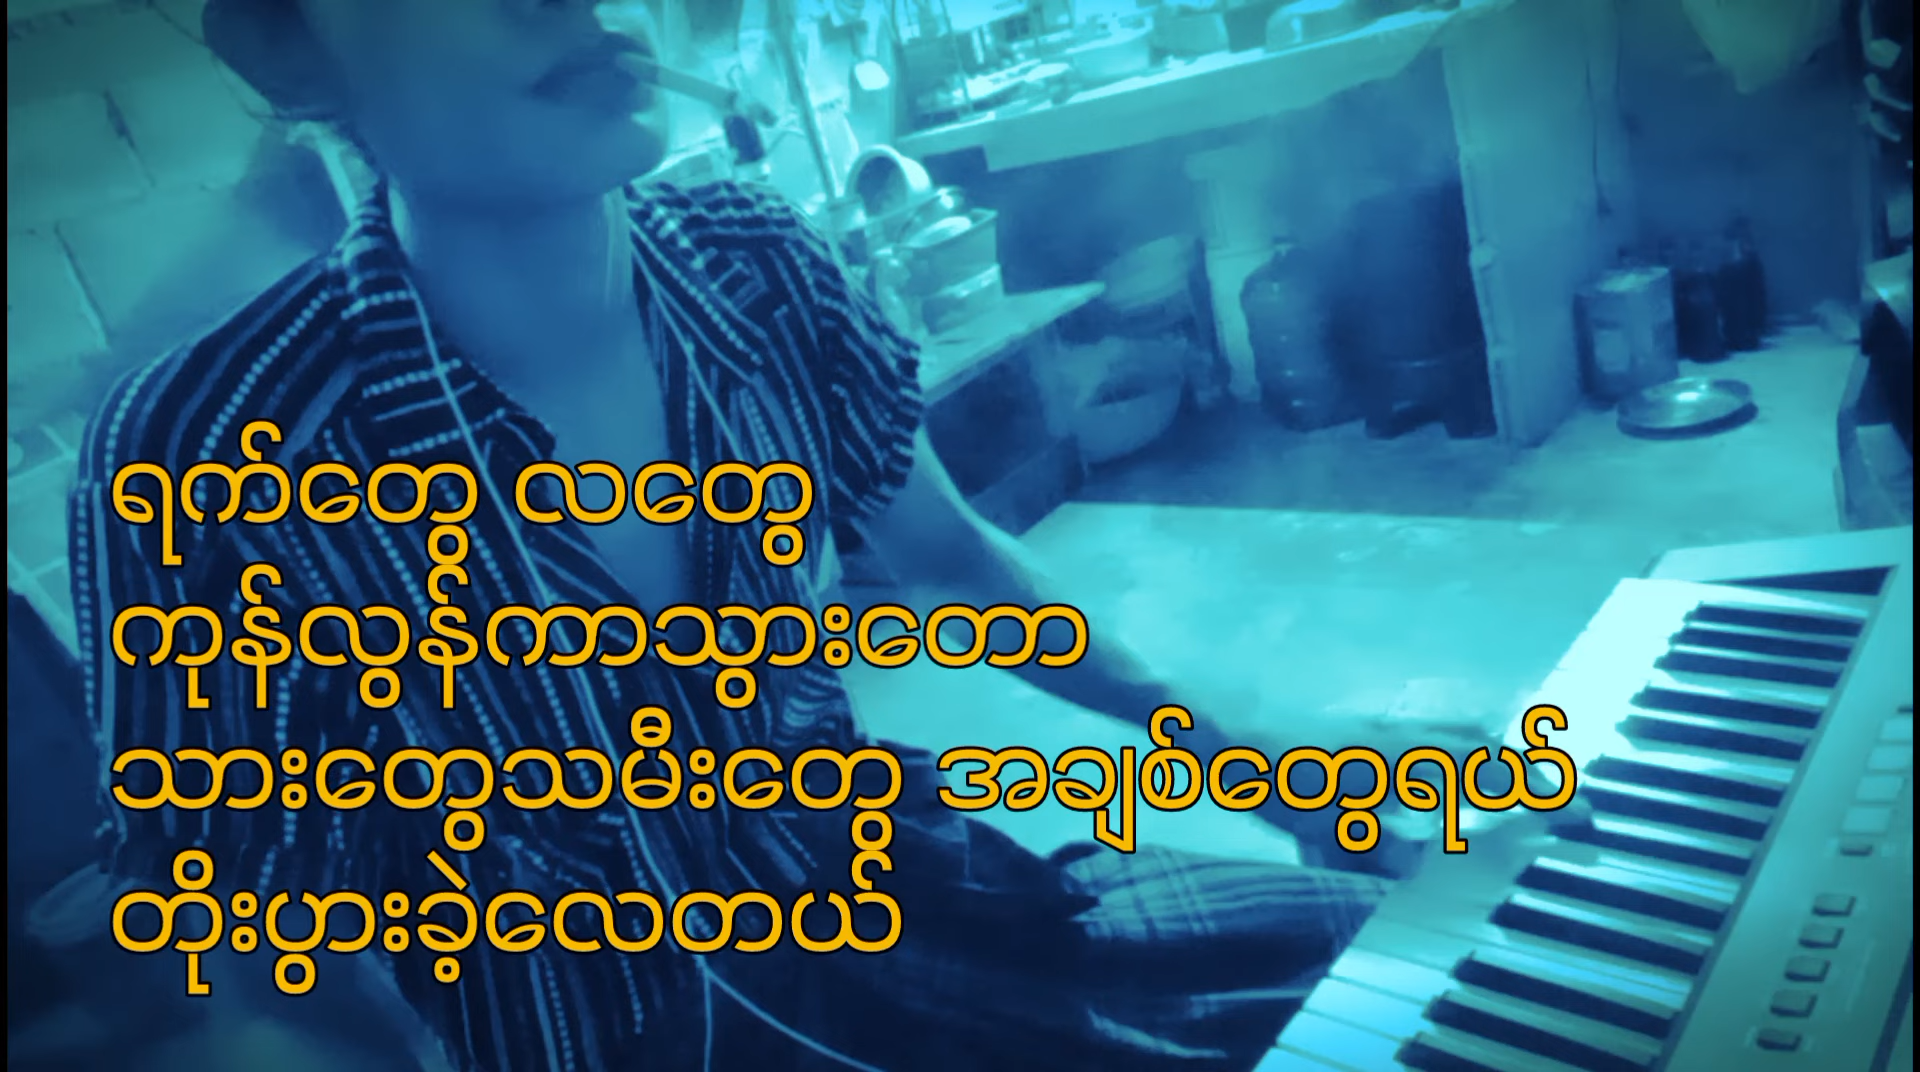 ရက်တွေ လတွေ
ကုန်လွန်ကာသွားတော
သားတွေသမီးတွေ အချစ်တွေရယ်
တိုးပွားခဲ့လေတယ်